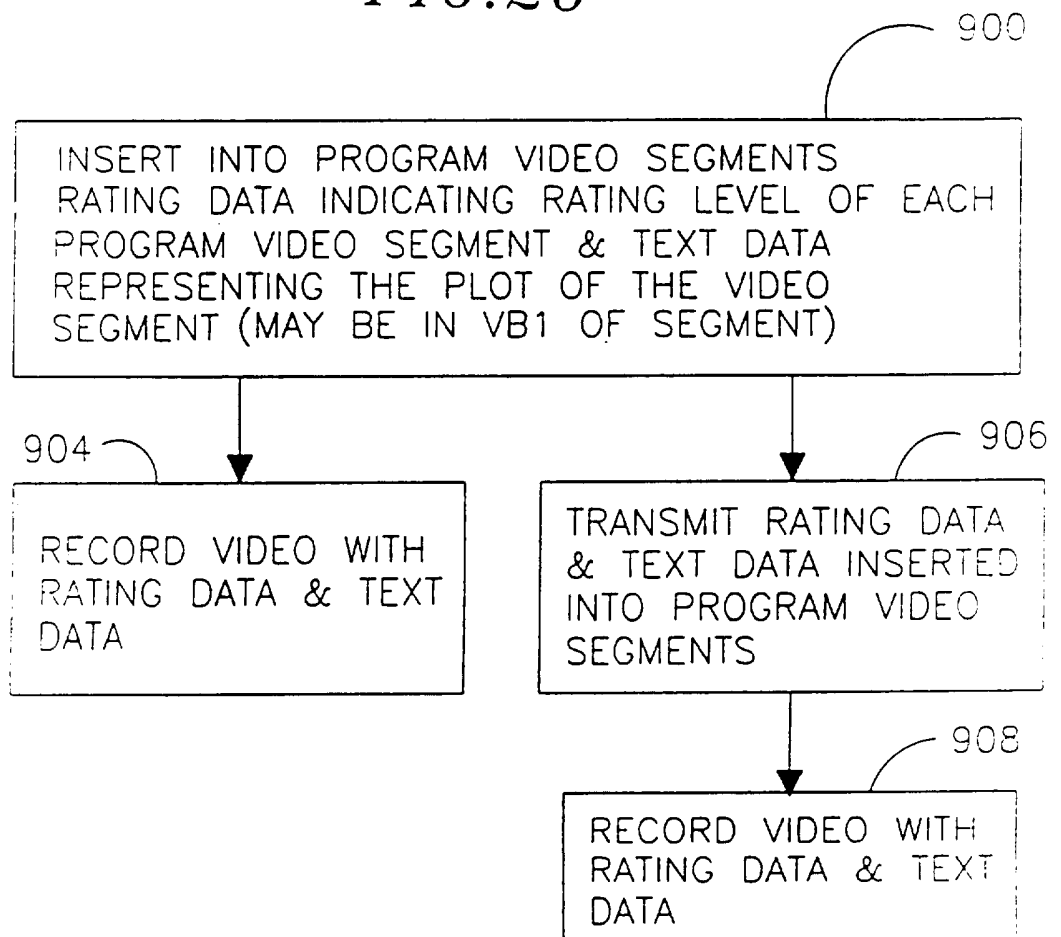 FIG.26
900
INSERT INTO PROGRAM VIDEO SEGMENTS
RATING DATA INDICATING RATING LEVEL OF EACH
PROGRAM VIDEO SEGMENT & TEXT DATA
REPRESENTING THE PLOT OF THE VIDEO
SEGMENT (MAY BE IN VB1 OF SEGMENT)
904
RECORD VIDEO WITH
RATING DATA & TEXT
DATA
906
TRANSMIT RATING DATA
& TEXT DATA INSERTED
INTO PROGRAM VIDEO
SEGMENTS
908
RECORD VIDEO WITH
RATING DATA & TEXT
DATA